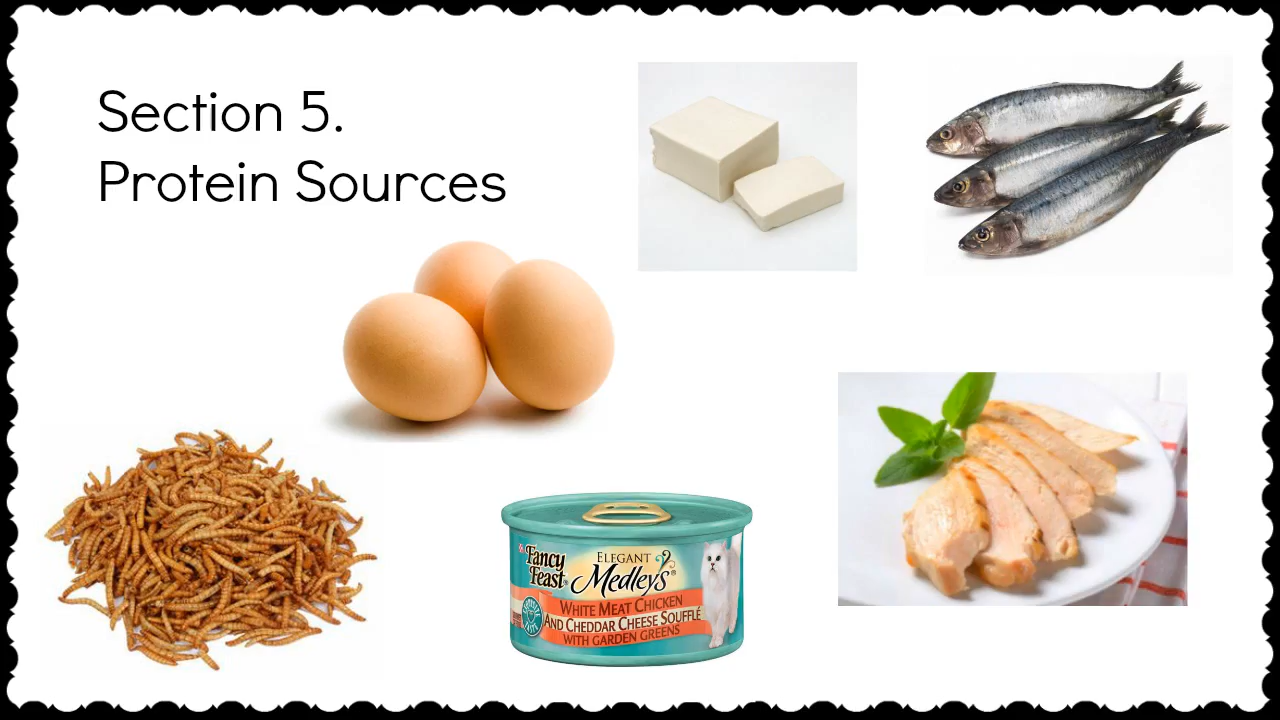 Section 5.
Protein Sources
Fancy
Feast
ELEGANT
Medleys
WHITE MEAT CHICKEN
AND CHEDDAR CHEESE SOUFFLÉ
WITH GARDEN GREENS